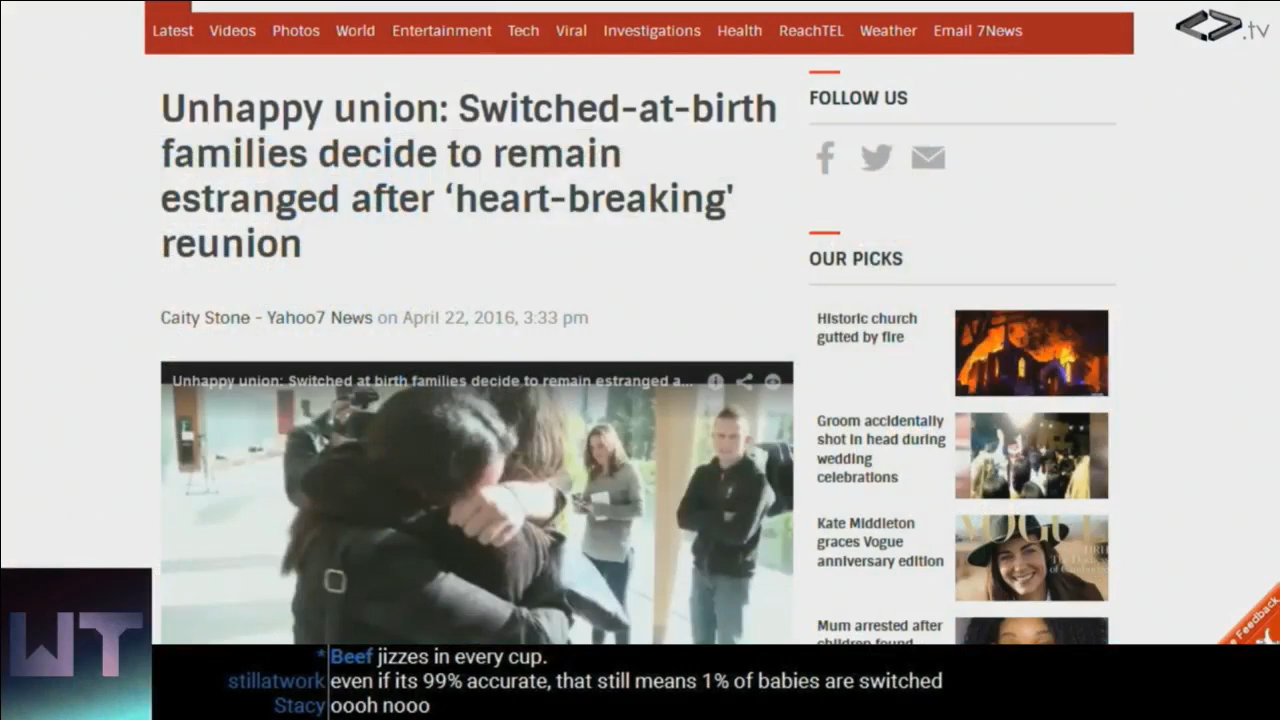 Latest Videos Photos World Entertainment Tech Viral Investigations Health ReachTEL Weather Email 7News
.tv
Unhappy union: Switched-at-birth
families decide to remain
estranged after ‘heart-breaking'
reunion
Caity Stone - Yahoo7 News on April 22, 2016, 3:33 pm
Unhappy union: Switched at birth families decide to remain estranged a...
FOLLOW US
OUR PICKS
Historic church
gutted by fire
Groom accidentally
shot in head during
wedding
celebrations
Kate Middleton
graces Vogue
anniversary edition
VOGUE
Mum arrested after
children found
Feedback
WT
* Beef jizzes in every cup.
stillatwork even if its 99% accurate, that still means 1% of babies are switched
Stacy oooh nooo